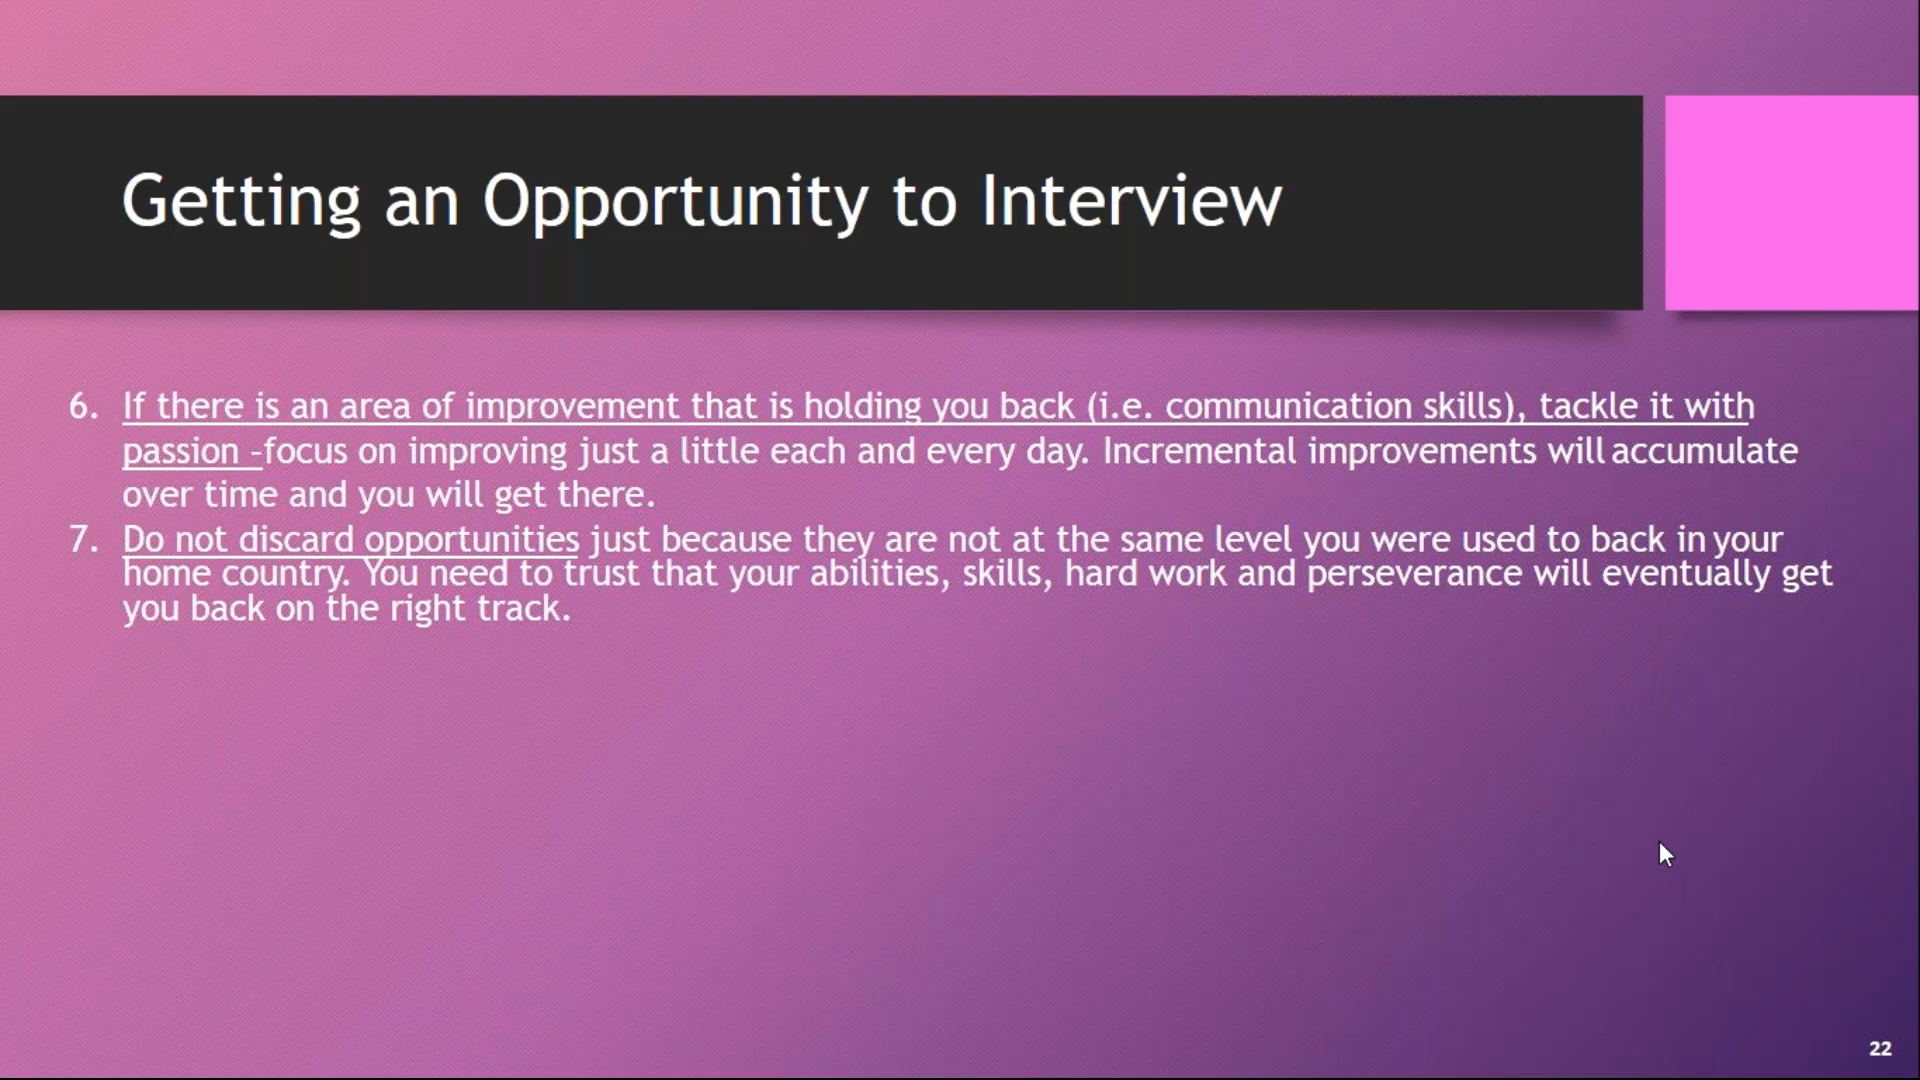 Getting an Opportunity to Interview
6. If there is an area of improvement that is holding you back (i.e. communication skills), tackle it with
passion -focus on improving just a little each and every day. Incremental improvements will accumulate
over time and you will get there.
7. Do not discard opportunities just because they are not at the same level you were used to back in your
home country. You need to trust that your abilities, skills, hard work and perseverance will eventually get
you back on the right track.
22